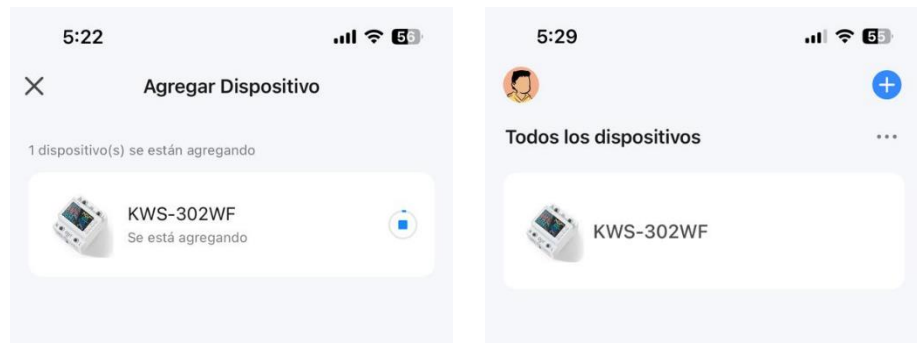 5:22
56
Agregar Dispositivo
1 dispositivo(s) se están agregando
KWS-302WF
Se está agregando
5:29
55
Todos los dispositivos
KWS-302WF